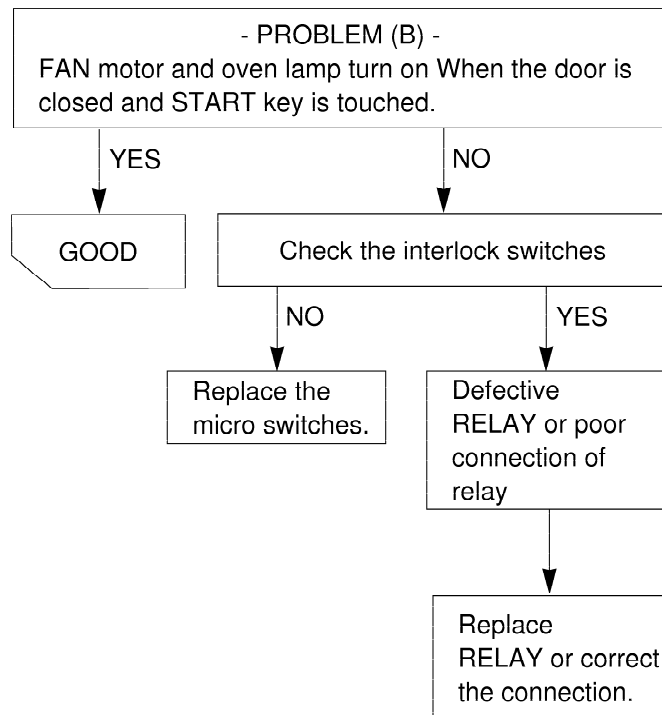 - PROBLEM (B) -
FAN motor and oven lamp turn on When the door is
closed and START key is touched.
YES
NO
GOOD
Check the interlock switches
NO
YES
Replace the
micro switches.
Defective
RELAY or poor
connection of
relay
Replace
RELAY or correct
the connection.